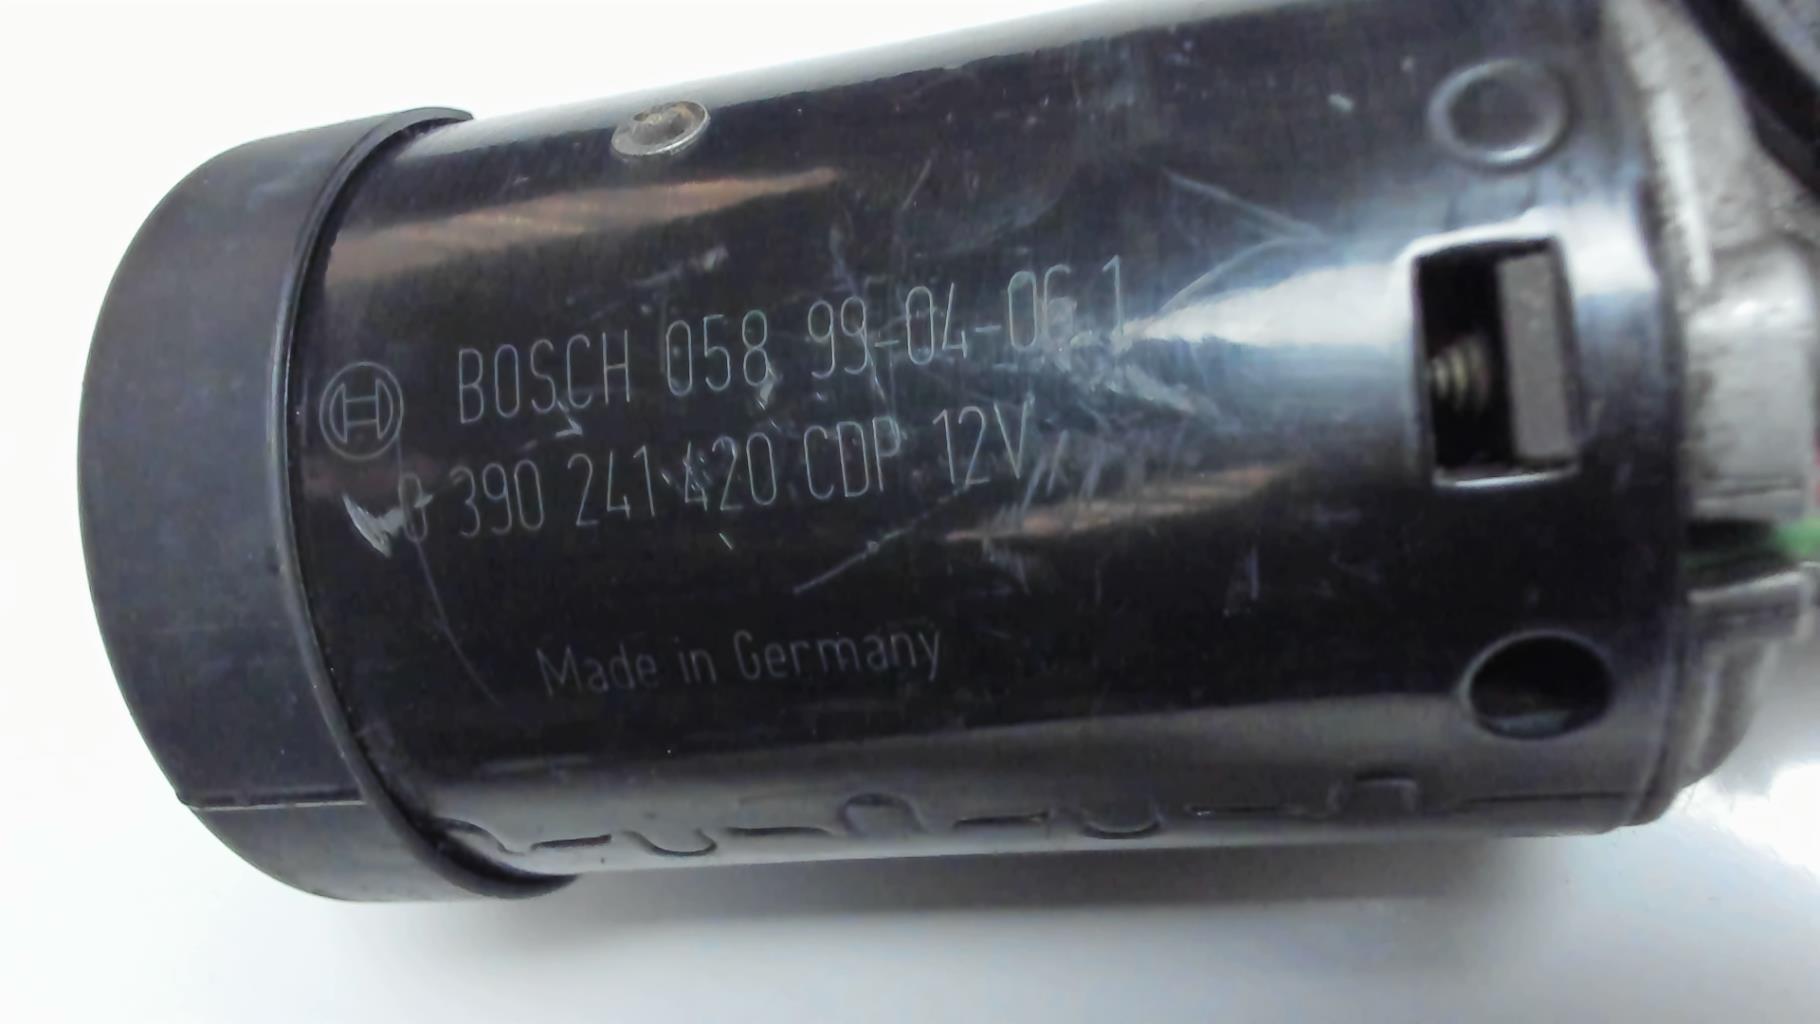 BOSCH 058 99-04-06.1
0 390 241 420 CDP 12V
Made in Germany